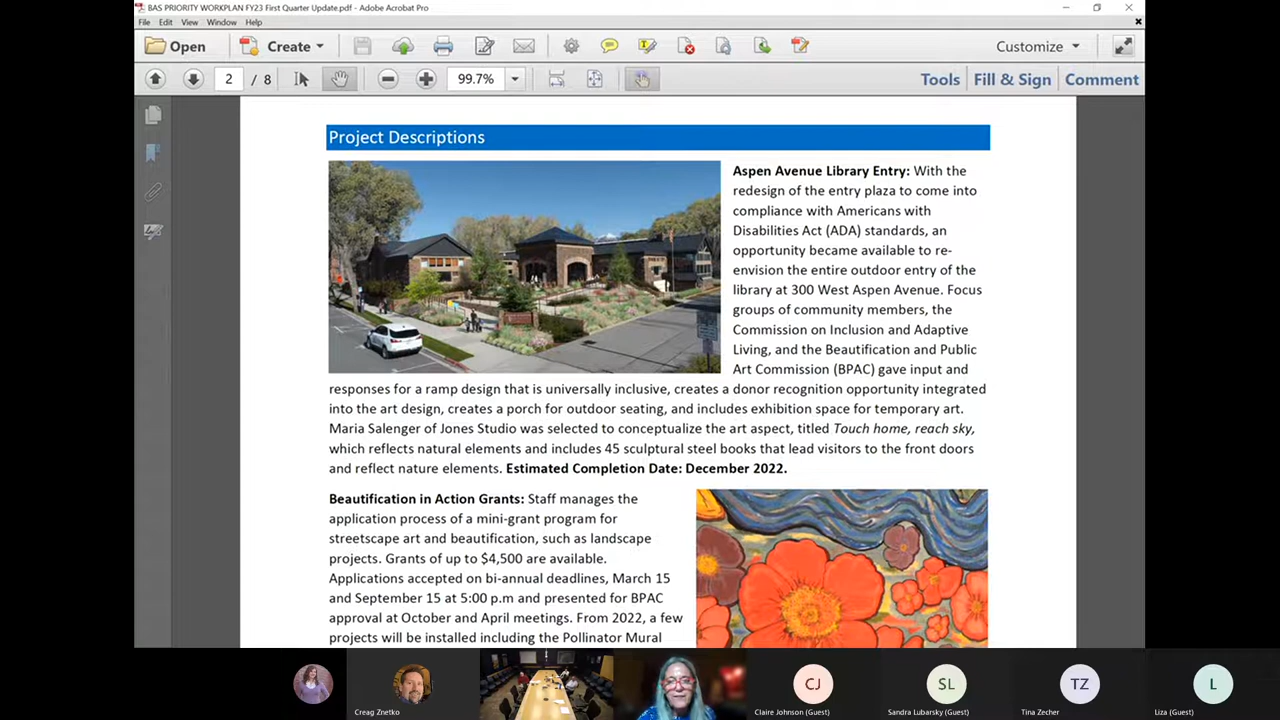 BAS PRIORITY WORKPLAN FY23 First Quarter Update.pdf - Adobe Acrobat Pro
File Edit View Window Help
Open Create Customize
2 / 8 99.7% Tools Fill & Sign Comment
Project Descriptions
Aspen Avenue Library Entry: With the
redesign of the entry plaza to come into
compliance with Americans with
Disabilities Act (ADA) standards, an
opportunity became available to re-
envision the entire outdoor entry of the
library at 300 West Aspen Avenue. Focus
groups of community members, the
Commission on Inclusion and Adaptive
Living, and the Beautification and Public
Art Commission (BPAC) gave input and
responses for a ramp design that is universally inclusive, creates a donor recognition opportunity integrated
into the art design, creates a porch for outdoor seating, and includes exhibition space for temporary art.
Maria Salenger of Jones Studio was selected to conceptualize the art aspect, titled Touch home, reach sky,
which reflects natural elements and includes 45 sculptural steel books that lead visitors to the front doors
and reflect nature elements. Estimated Completion Date: December 2022.
Beautification in Action Grants: Staff manages the
application process of a mini-grant program for
streetscape art and beautification, such as landscape
projects. Grants of up to $4,500 are available.
Applications accepted on bi-annual deadlines, March 15
and September 15 at 5:00 p.m and presented for BPAC
approval at October and April meetings. From 2022, a few
projects will be installed including the Pollinator Mural
CJ SL TZ L
Creag Znetko Claire Johnson (Guest) Sandra Lubarsky (Guest) Tina Zecher Liza (Guest)